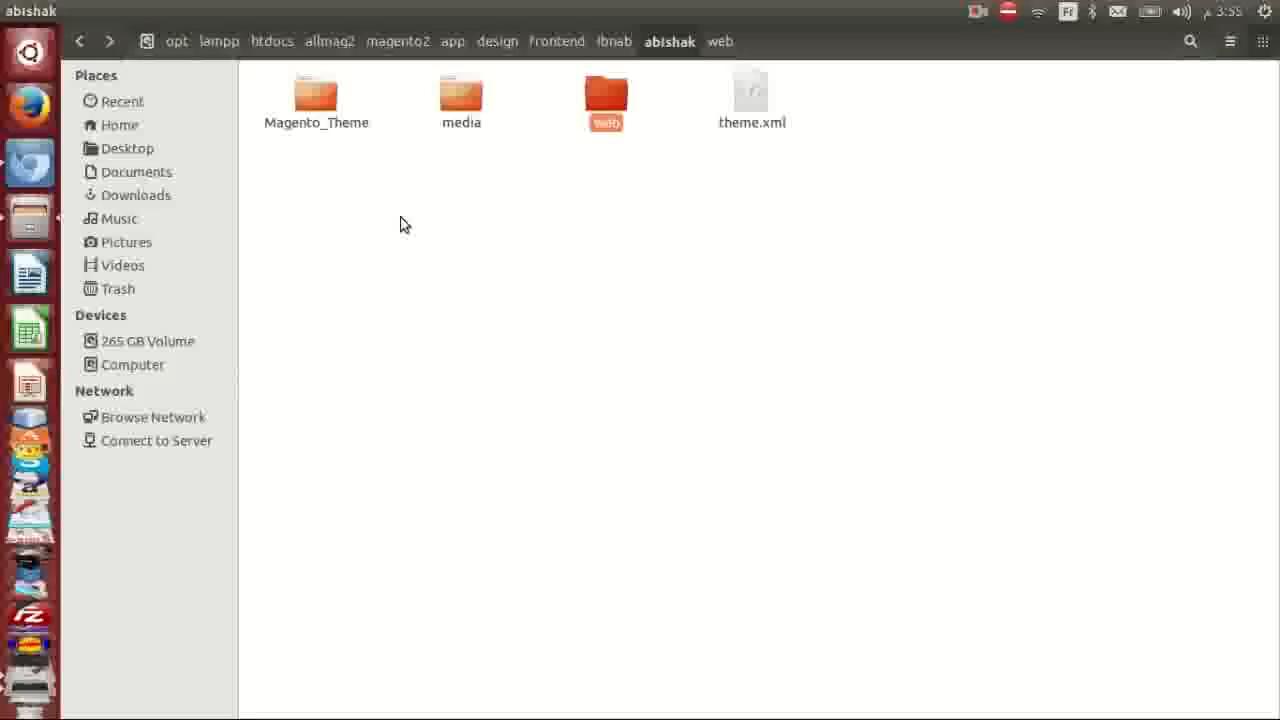 abishak
Fr
3:55
opt lampp htdocs allmag2 magento2 app design frontend ibnab abishak web
Places
Recent
Home
Desktop
Documents
Downloads
Music
Pictures
Videos
Trash
Devices
265 GB Volume
Computer
Network
Browse Network
Connect to Server
Magento_Theme media web theme.xml